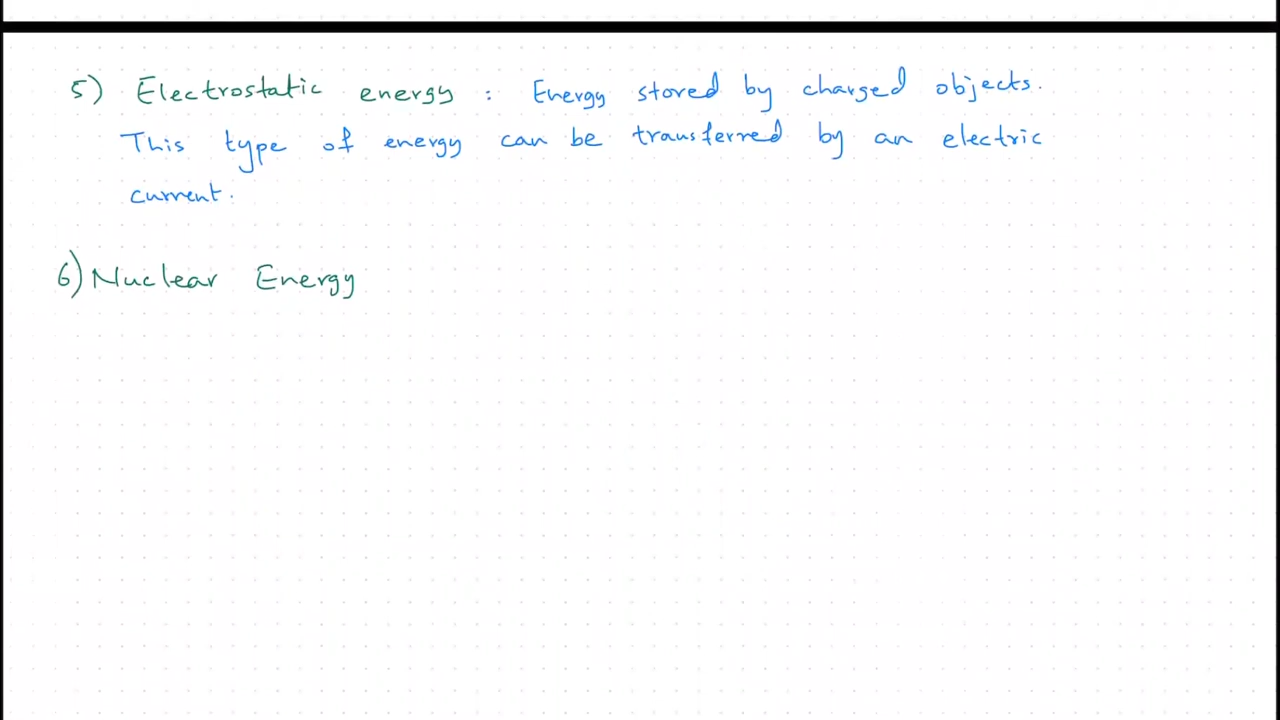 5) Electrostatic energy : Energy stored by charged objects.
This type of energy can be transferred by an electric
current.
6) Nuclear Energy